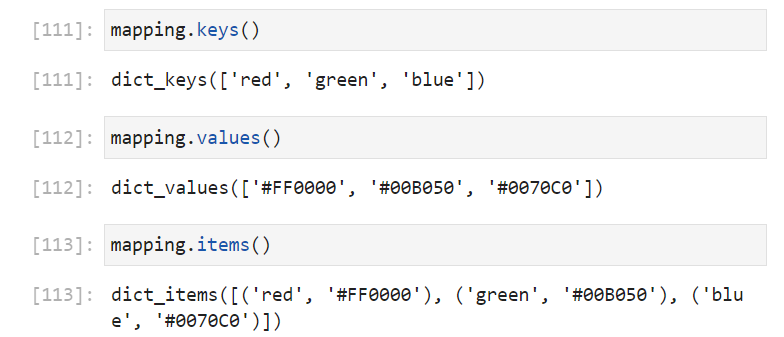 [111]: mapping.keys()
[111]: dict_keys(['red', 'green', 'blue'])
[112]: mapping.values()
[112]: dict_values(['#FF0000', '#00B050', '#0070C0'])
[113]: mapping.items()
[113]: dict_items([('red', '#FF0000'), ('green', '#00B050'), ('blu
e', '#0070C0')])